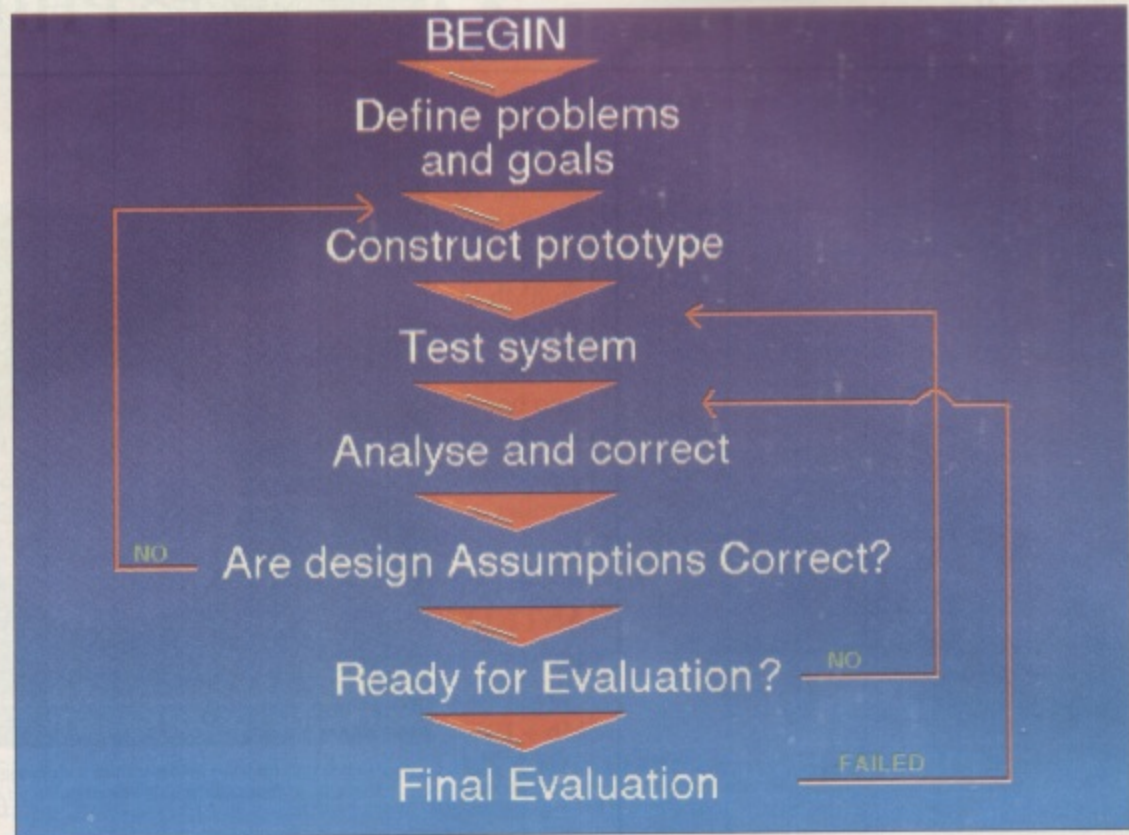 BEGIN
Define problems
and goals
Construct prototype
Test system
Analyse and correct
NO
Are design Assumptions Correct?
Ready for Evaluation?
NO
Final Evaluation
FAILED